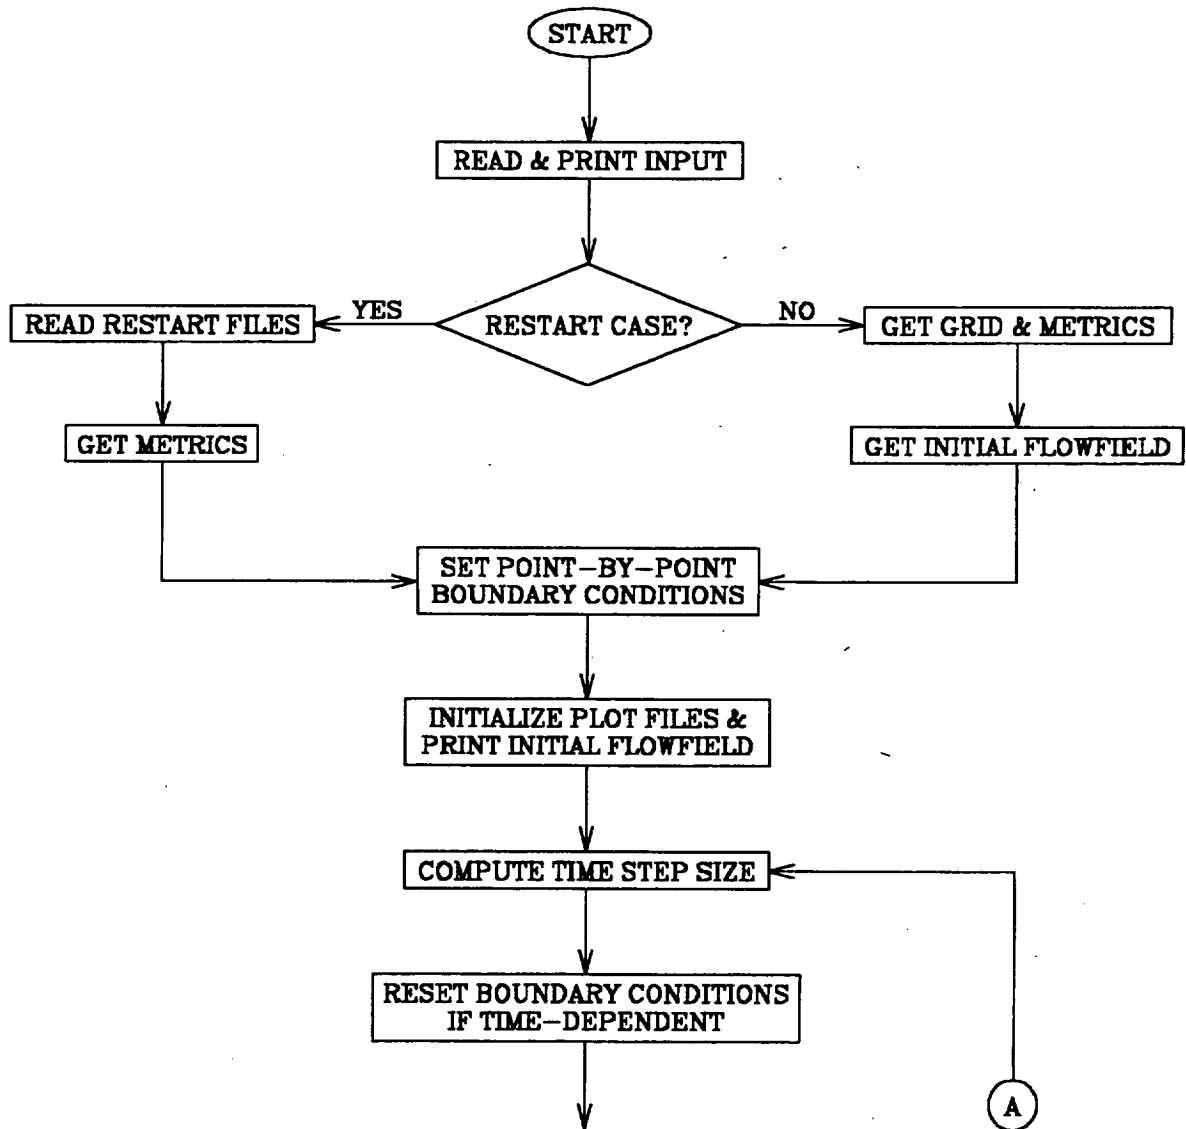 START
READ & PRINT INPUT
YES
NO
READ RESTART FILES
RESTART CASE?
GET GRID & METRICS
GET METRICS
GET INITIAL FLOWFIELD
SET POINT-BY-POINT
BOUNDARY CONDITIONS
INITIALIZE PLOT FILES &
PRINT INITIAL FLOWFIELD
COMPUTE TIME STEP SIZE
RESET BOUNDARY CONDITIONS
IF TIME-DEPENDENT
A